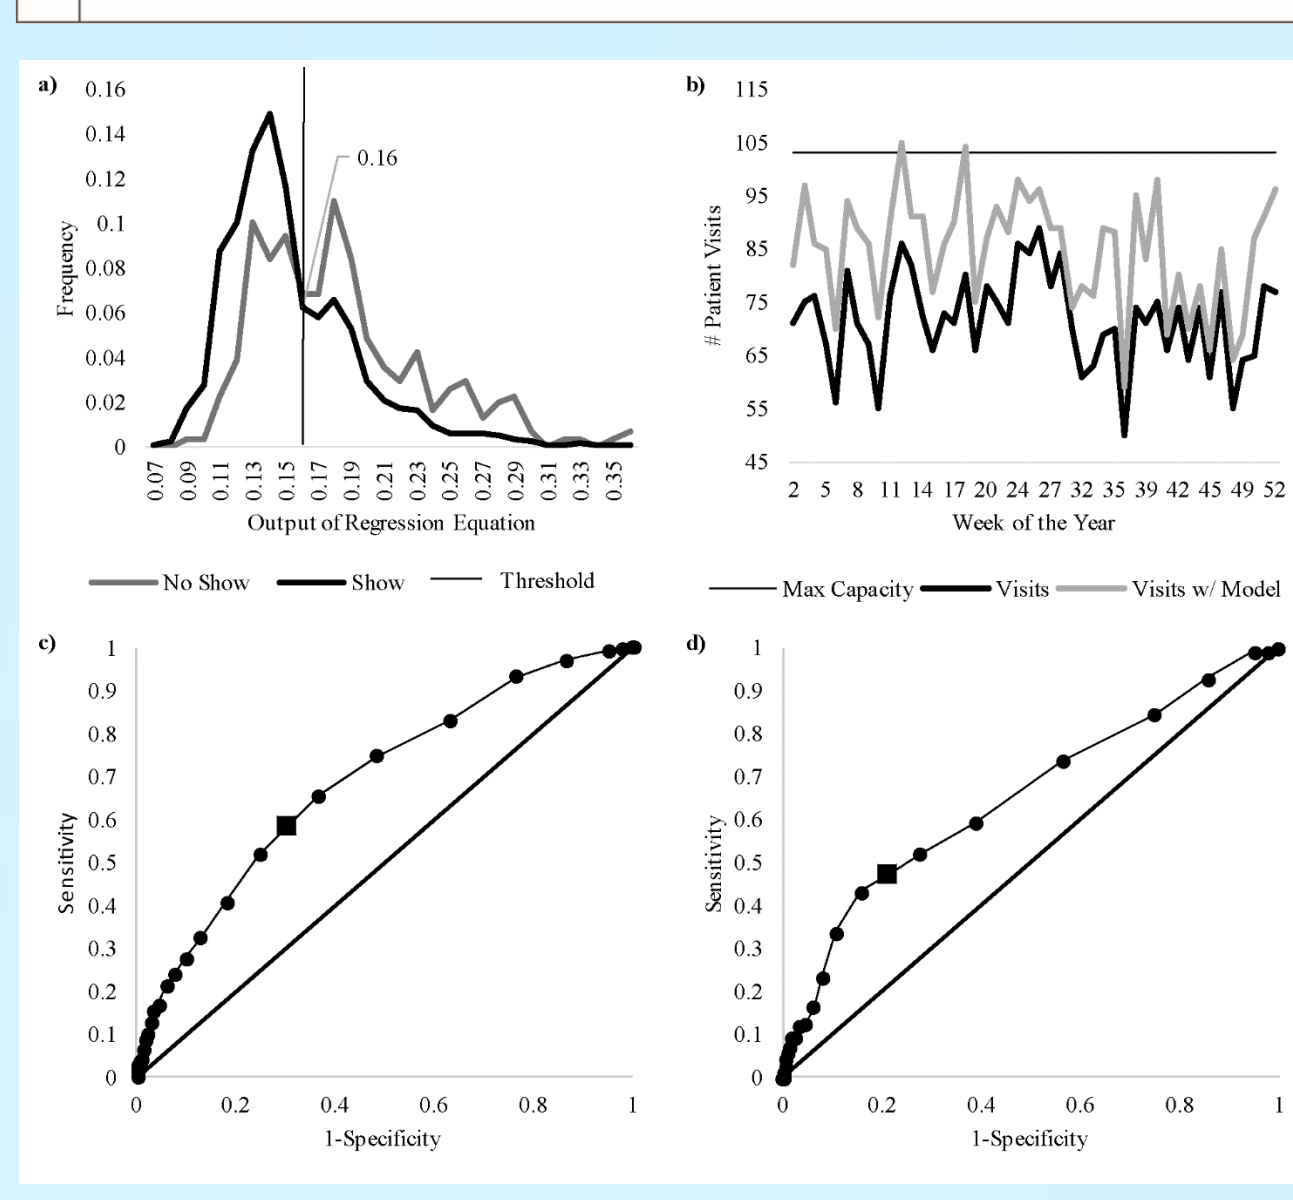 a)
0.16
0.14
0.12
0.1
0.08
0.06
0.04
0.02
0
Frequency
0.16
0.07 0.09 0.11 0.13 0.15 0.17 0.19 0.21 0.23 0.25 0.27 0.29 0.31 0.33 0.35
Output of Regression Equation
No Show Show Threshold
b)
115
105
95
85
75
65
55
45
# Patient Visits
2 5 8 11 14 17 20 24 27 32 35 39 42 45 49 52
Week of the Year
Max Capacity Visits Visits w/ Model
c)
1
0.9
0.8
0.7
0.6
0.5
0.4
0.3
0.2
0.1
0
Sensitivity
0 0.2 0.4 0.6 0.8 1
1-Specificity
d)
1
0.9
0.8
0.7
0.6
0.5
0.4
0.3
0.2
0.1
0
Sensitivity
0 0.2 0.4 0.6 0.8 1
1-Specificity